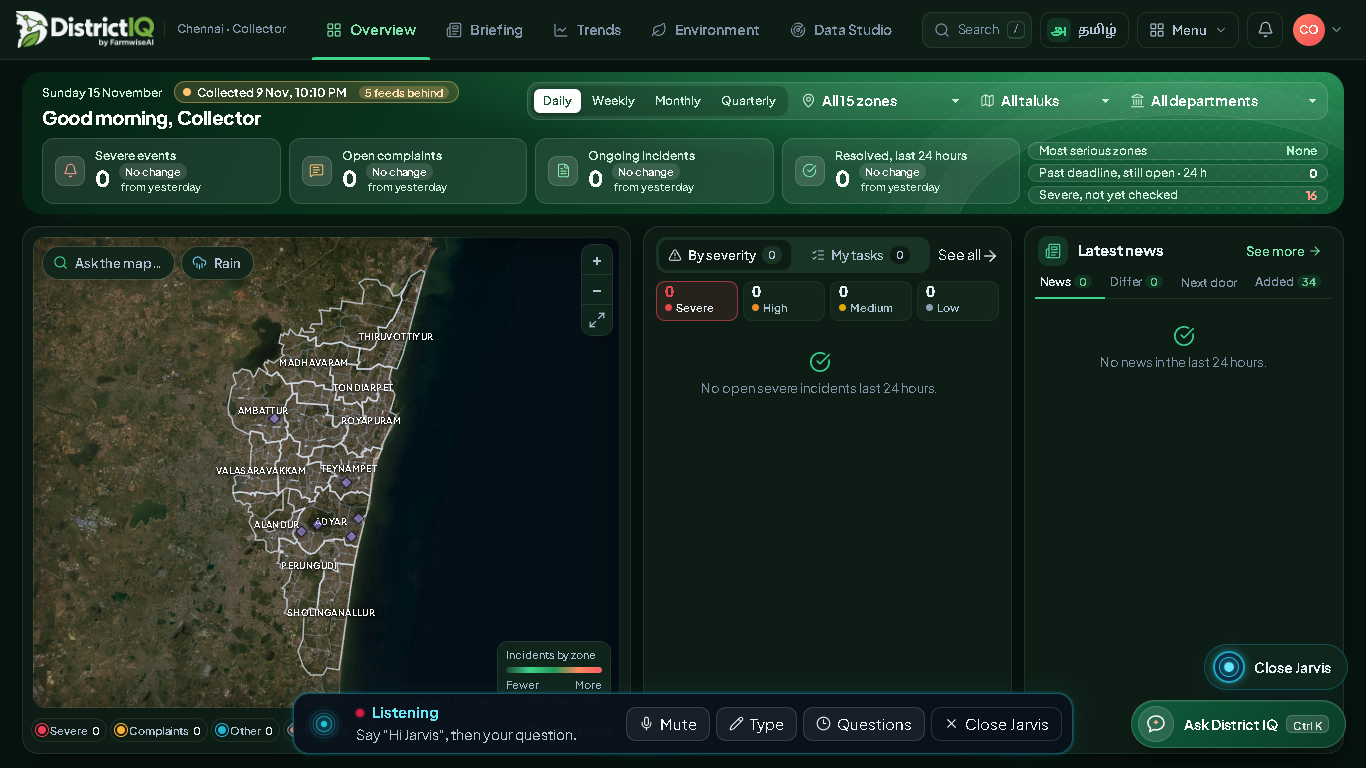 DistrictIQ
by FarmwiseAI
Chennai · Collector
Overview
Briefing
Trends
Environment
Data Studio
Search /
அ தமிழ்
Menu
CO
Sunday 15 November
Collected 9 Nov, 10:10 PM 5 feeds behind
Good morning, Collector
Daily Weekly Monthly Quarterly
All 15 zones
All taluks
All departments
Severe events
0 No change
from yesterday
Open complaints
0 No change
from yesterday
Ongoing incidents
0 No change
from yesterday
Resolved, last 24 hours
0 No change
from yesterday
Most serious zones None
Past deadline, still open · 24 h 0
Severe, not yet checked 16
Ask the map...
Rain
+
−
THIRUVOTTIYUR
MADHAVARAM
TONDIARPET
AMBATTUR
ROYAPURAM
VALASARAVAKKAM
TEYNAMPET
ALANDUR
ADYAR
PERUNGUDI
SHOLINGANALLUR
Incidents by zone
Fewer More
Severe 0
Complaints 0
Other 0
By severity 0
My tasks 0
See all
0
Severe
0
High
0
Medium
0
Low
No open severe incidents last 24 hours.
Latest news
See more
News 0
Differ 0
Next door
Added 34
No news in the last 24 hours.
Listening
Say "Hi Jarvis", then your question.
Mute
Type
Questions
Close Jarvis
Close Jarvis
Ask District IQ Ctrl K